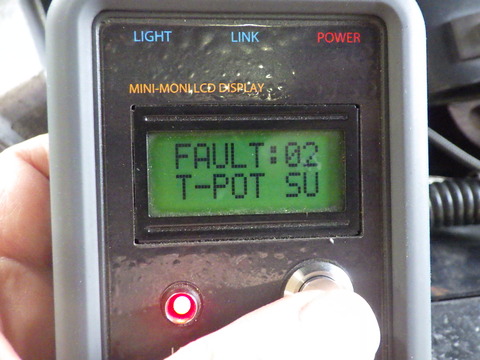 LIGHT LINK POWER
MINI-MONI LCD DISPLAY
FAULT:02
T-POT SU